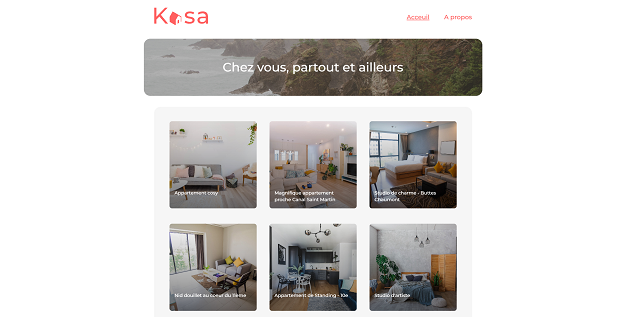 Kasa
Acceuil
A propos
Chez vous, partout et ailleurs
Appartement cosy
Magnifique appartement
proche Canal Saint Martin
Studio de charme - Buttes
Chaumont
Nid douillet au coeur du 11ème
Appartement de Standing - 10e
Studio d'artiste